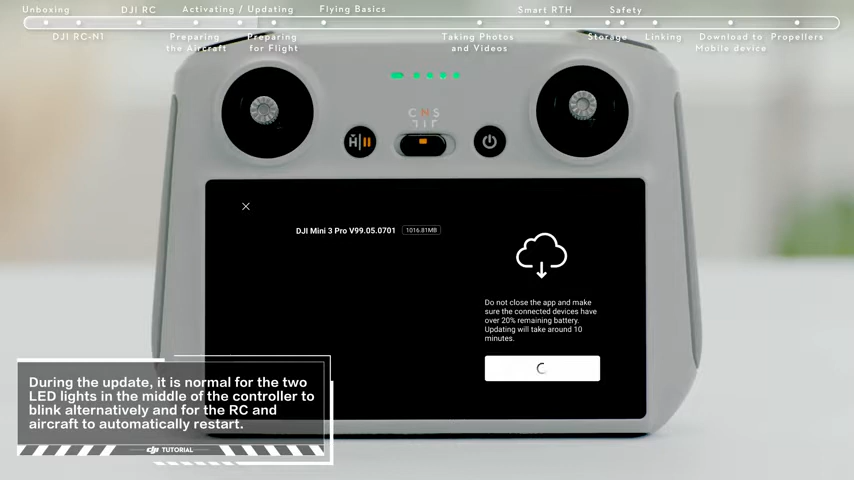 Unboxing
DJI RC
Activating / Updating
Flying Basics
Smart RTH
Safety
DJI RC-N1
Preparing
the Aircraft
Preparing
for Flight
Taking Photos
and Videos
Storage
Linking
Download to
Mobile device
Propellers
C N S
DJI Mini 3 Pro V99.05.0701 1016.81MB
Do not close the app and make
sure the connected devices have
over 20% remaining battery.
Updating will take around 10
minutes.
During the update, it is normal for the two
LED lights in the middle of the controller to
blink alternatively and for the RC and
aircraft to automatically restart.
dji TUTORIAL